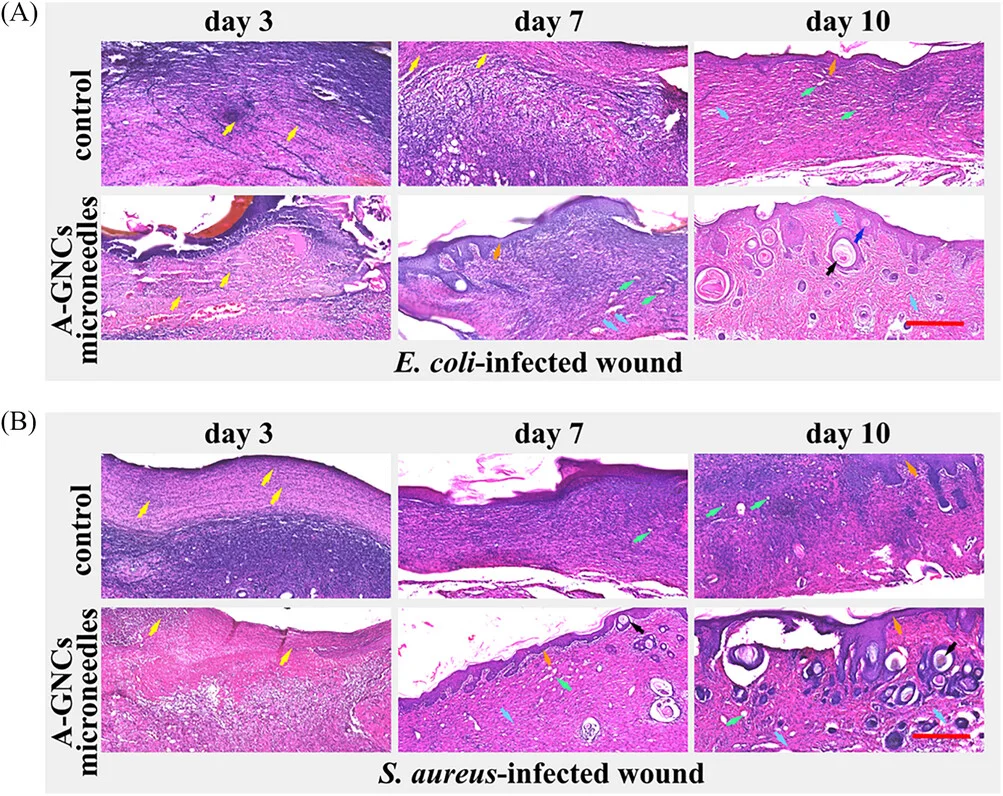 (A)
day 3 day 7 day 10
control
A-GNCs
microneedles
E. coli-infected wound
(B)
day 3 day 7 day 10
control
A-GNCs
microneedles
S. aureus-infected wound